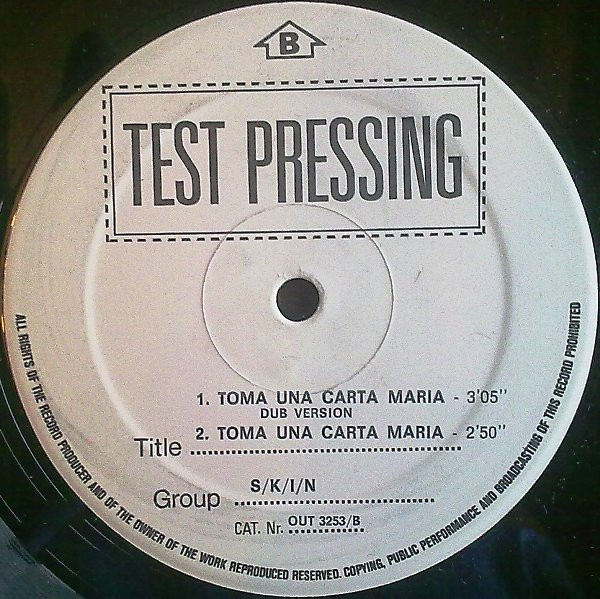 B
TEST PRESSING
1. TOMA UNA CARTA MARIA - 3'05"
DUB VERSION
2. TOMA UNA CARTA MARIA - 2'50"
Title
S/K/I/N
Group
CAT. Nr. OUT 3253/B
ALL RIGHTS OF THE RECORD PRODUCER AND OF THE OWNER OF THE WORK REPRODUCED RESERVED. COPYING, PUBLIC PERFORMANCE AND BROADCASTING OF THIS RECORD PROHIBITED